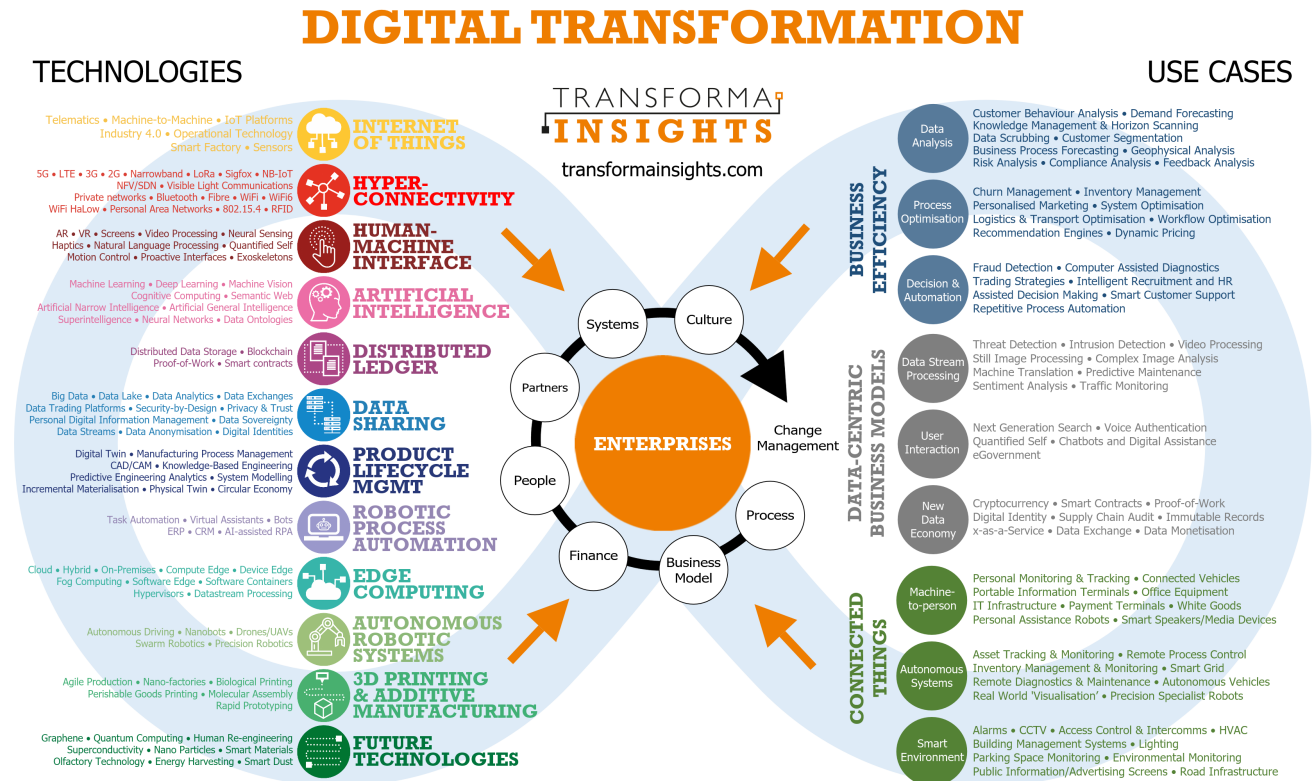 DIGITAL TRANSFORMATION
TECHNOLOGIES
Telematics • Machine-to-Machine • IoT Platforms
Industry 4.0 • Operational Technology
Smart Factory • Sensors
INTERNET
OF THINGS
5G • LTE • 3G • 2G • Narrowband • LoRa • Sigfox • NB-IoT
NFV/SDN • Visible Light Communications
Private networks • Bluetooth • Fibre • WiFi • WiFi6
WiFi HaLow • Personal Area Networks • 802.15.4 • RFID
HYPER-
CONNECTIVITY
AR • VR • Screens • Video Processing • Neural Sensing
Haptics • Natural Language Processing • Quantified Self
Motion Control • Proactive Interfaces • Exoskeletons
HUMAN-
MACHINE
INTERFACE
Machine Learning • Deep Learning • Machine Vision
Cognitive Computing • Semantic Web
Artificial Narrow Intelligence • Artificial General Intelligence
Superintelligence • Neural Networks • Data Ontologies
ARTIFICIAL
INTELLIGENCE
Distributed Data Storage • Blockchain
Proof-of-Work • Smart contracts
DISTRIBUTED
LEDGER
Big Data • Data Lake • Data Analytics • Data Exchanges
Data Trading Platforms • Security-by-Design • Privacy & Trust
Personal Digital Information Management • Data Sovereignty
Data Streams • Data Anonymisation • Digital Identities
DATA
SHARING
Digital Twin • Manufacturing Process Management
CAD/CAM • Knowledge-Based Engineering
Predictive Engineering Analytics • System Modelling
Incremental Materialisation • Physical Twin • Circular Economy
PRODUCT
LIFECYCLE
MGMT
Task Automation • Virtual Assistants • Bots
ERP • CRM • AI-assisted RPA
ROBOTIC
PROCESS
AUTOMATION
Cloud • Hybrid • On-Premises • Compute Edge • Device Edge
Fog Computing • Software Edge • Software Containers
Hypervisors • Datastream Processing
EDGE
COMPUTING
Autonomous Driving • Nanobots • Drones/UAVs
Swarm Robotics • Precision Robotics
AUTONOMOUS
ROBOTIC
SYSTEMS
Agile Production • Nano-factories • Biological Printing
Perishable Goods Printing • Molecular Assembly
Rapid Prototyping
3D PRINTING
& ADDITIVE
MANUFACTURING
Graphene • Quantum Computing • Human Re-engineering
Superconductivity • Nano Particles • Smart Materials
Olfactory Technology • Energy Harvesting • Smart Dust
FUTURE
TECHNOLOGIES
TRANSFORMA
INSIGHTS
transformainsights.com
Systems
Culture
Partners
ENTERPRISES
Change
Management
People
Process
Finance
Business
Model
USE CASES
BUSINESS
EFFICIENCY
Data
Analysis
Customer Behaviour Analysis • Demand Forecasting
Knowledge Management & Horizon Scanning
Data Scrubbing • Customer Segmentation
Business Process Forecasting • Geophysical Analysis
Risk Analysis • Compliance Analysis • Feedback Analysis
Process
Optimisation
Churn Management • Inventory Management
Personalised Marketing • System Optimisation
Logistics & Transport Optimisation • Workflow Optimisation
Recommendation Engines • Dynamic Pricing
Decision &
Automation
Fraud Detection • Computer Assisted Diagnostics
Trading Strategies • Intelligent Recruitment and HR
Assisted Decision Making • Smart Customer Support
Repetitive Process Automation
DATA-CENTRIC
BUSINESS MODELS
Data Stream
Processing
Threat Detection • Intrusion Detection • Video Processing
Still Image Processing • Complex Image Analysis
Machine Translation • Predictive Maintenance
Sentiment Analysis • Traffic Monitoring
User
Interaction
Next Generation Search • Voice Authentication
Quantified Self • Chatbots and Digital Assistance
eGovernment
New
Data
Economy
Cryptocurrency • Smart Contracts • Proof-of-Work
Digital Identity • Supply Chain Audit • Immutable Records
x-as-a-Service • Data Exchange • Data Monetisation
CONNECTED
THINGS
Machine-
to-person
Personal Monitoring & Tracking • Connected Vehicles
Portable Information Terminals • Office Equipment
IT Infrastructure • Payment Terminals • White Goods
Personal Assistance Robots • Smart Speakers/Media Devices
Autonomous
Systems
Asset Tracking & Monitoring • Remote Process Control
Inventory Management & Monitoring • Smart Grid
Remote Diagnostics & Maintenance • Autonomous Vehicles
Real World 'Visualisation’ • Precision Specialist Robots
Smart
Environment
Alarms • CCTV • Access Control & Intercomms • HVAC
Building Management Systems • Lighting
Parking Space Monitoring • Environmental Monitoring
Public Information/Advertising Screens • Road Infrastructure